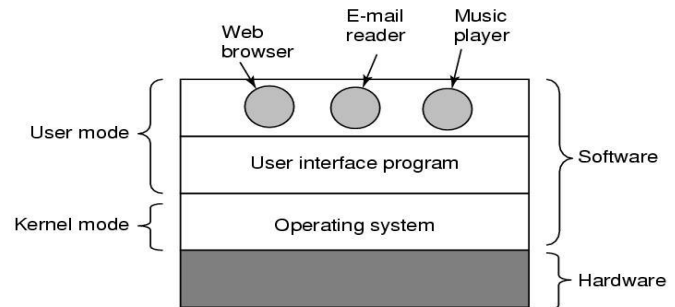 Web
browser
E-mail
reader
Music
player
User mode
User interface program
Software
Kernel mode
Operating system
Hardware